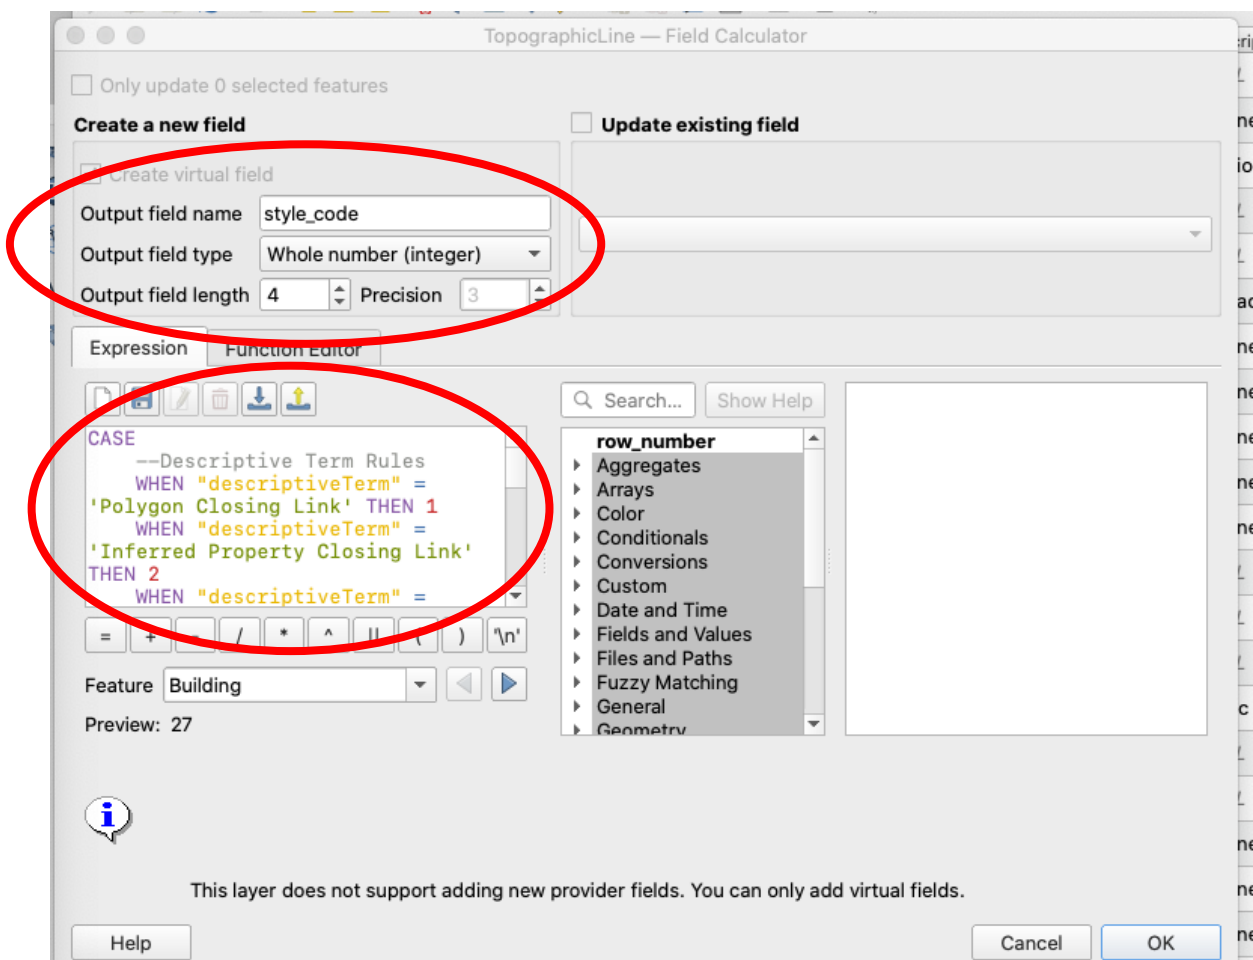 TopographicLine — Field Calculator
Only update 0 selected features
Create a new field
Update existing field
Create virtual field
Output field name style_code
Output field type Whole number (integer)
Output field length 4 Precision 3
Expression Function Editor
Search... Show Help
CASE
--Descriptive Term Rules
WHEN "descriptiveTerm" =
'Polygon Closing Link' THEN 1
WHEN "descriptiveTerm" =
'Inferred Property Closing Link'
THEN 2
WHEN "descriptiveTerm" =
row_number
Aggregates
Arrays
Color
Conditionals
Conversions
Custom
Date and Time
Fields and Values
Files and Paths
Fuzzy Matching
General
Geometry
= + - / * ^ || ( ) '\n'
Feature Building
Preview: 27
This layer does not support adding new provider fields. You can only add virtual fields.
Help Cancel OK